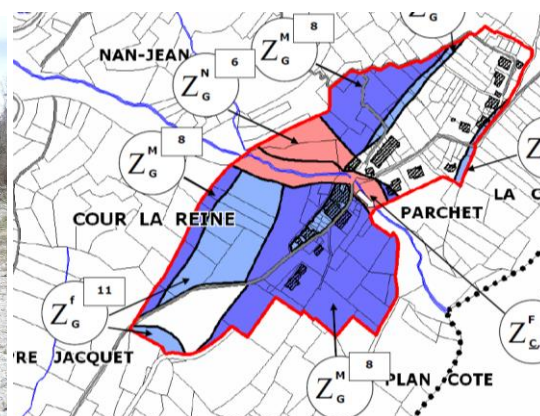 Z G
NAN-JEAN
Z M G 8
Z N G 6
Z M G 8
Z
LA C
COUR LA REINE
PARCHET
Z f G 11
Z F
RE JACQUET
Z M G 8
PLAN COTE